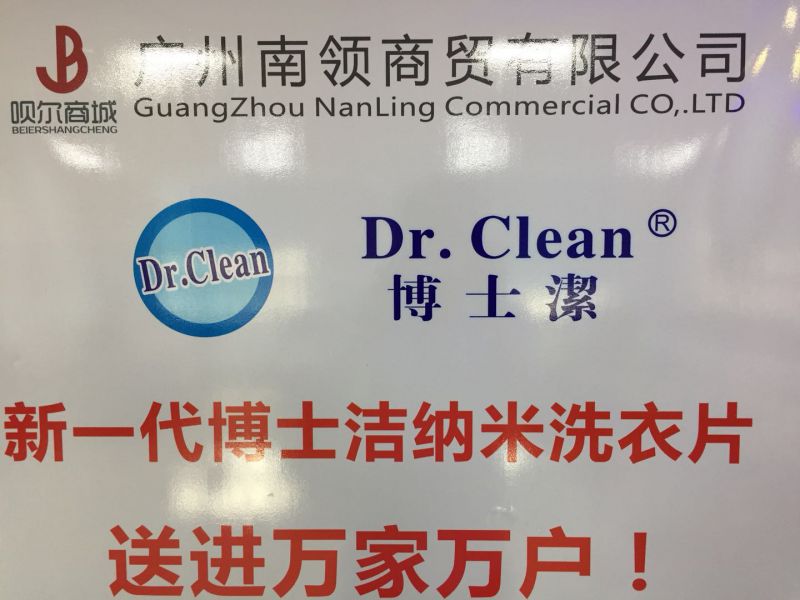 JB
广州南领商贸有限公司
呗尔商城
BEIERSHANGCHENG
GuangZhou NanLing Commercial CO,.LTD
Dr.Clean
Dr. Clean®
博士潔
新一代博士洁纳米洗衣片
送进万家万户！